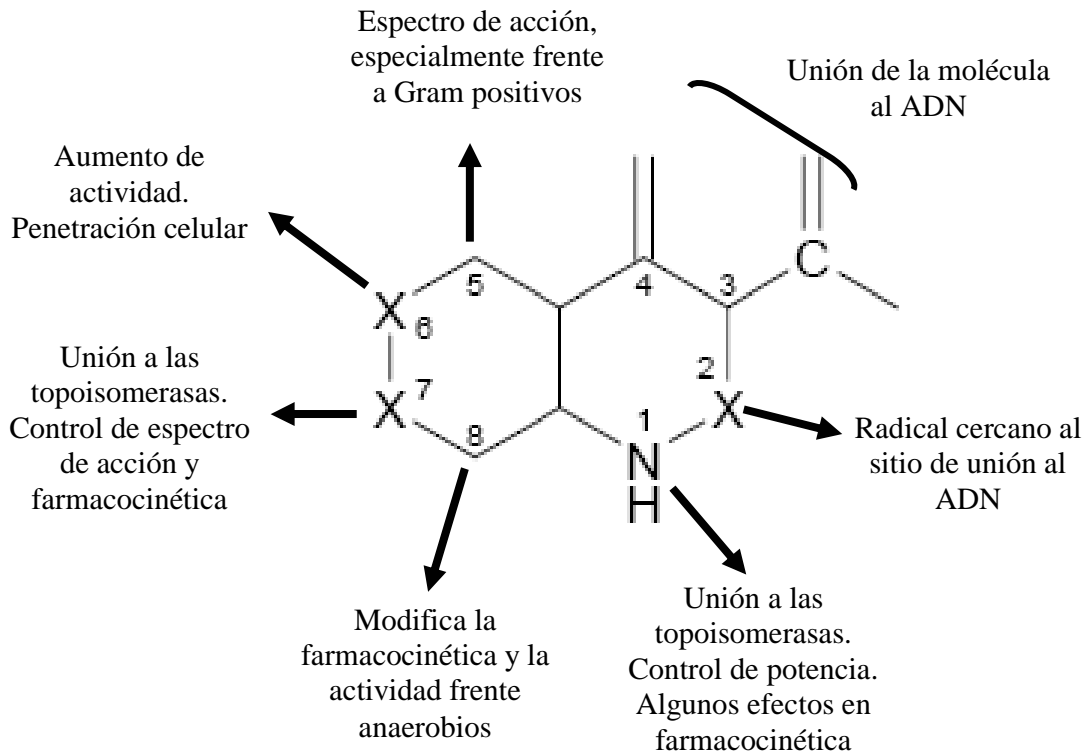 Espectro de acción,
especialmente frente
a Gram positivos
Unión de la molécula
al ADN
Aumento de
actividad.
Penetración celular
Unión a las
topoisomerasas.
Control de espectro
de acción y
farmacocinética
5
4
3
C
X
6
7
X
8
1
N
H
2
X
Radical cercano al
sitio de unión al
ADN
Modifica la
farmacocinética y la
actividad frente
anaerobios
Unión a las
topoisomerasas.
Control de potencia.
Algunos efectos en
farmacocinética